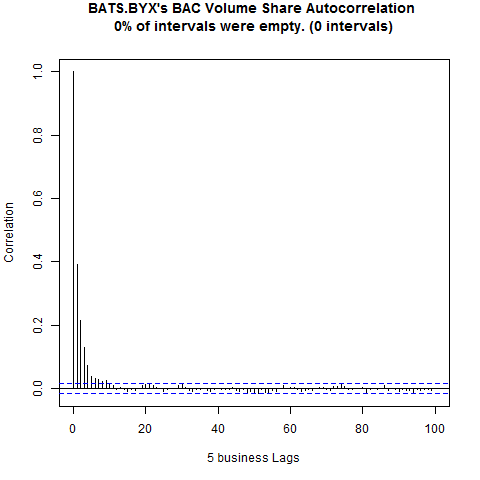 BATS.BYX's BAC Volume Share Autocorrelation
0% of intervals were empty. (0 intervals)
Correlation
1.0
0.8
0.6
0.4
0.2
0.0
0 20 40 60 80 100
5 business Lags